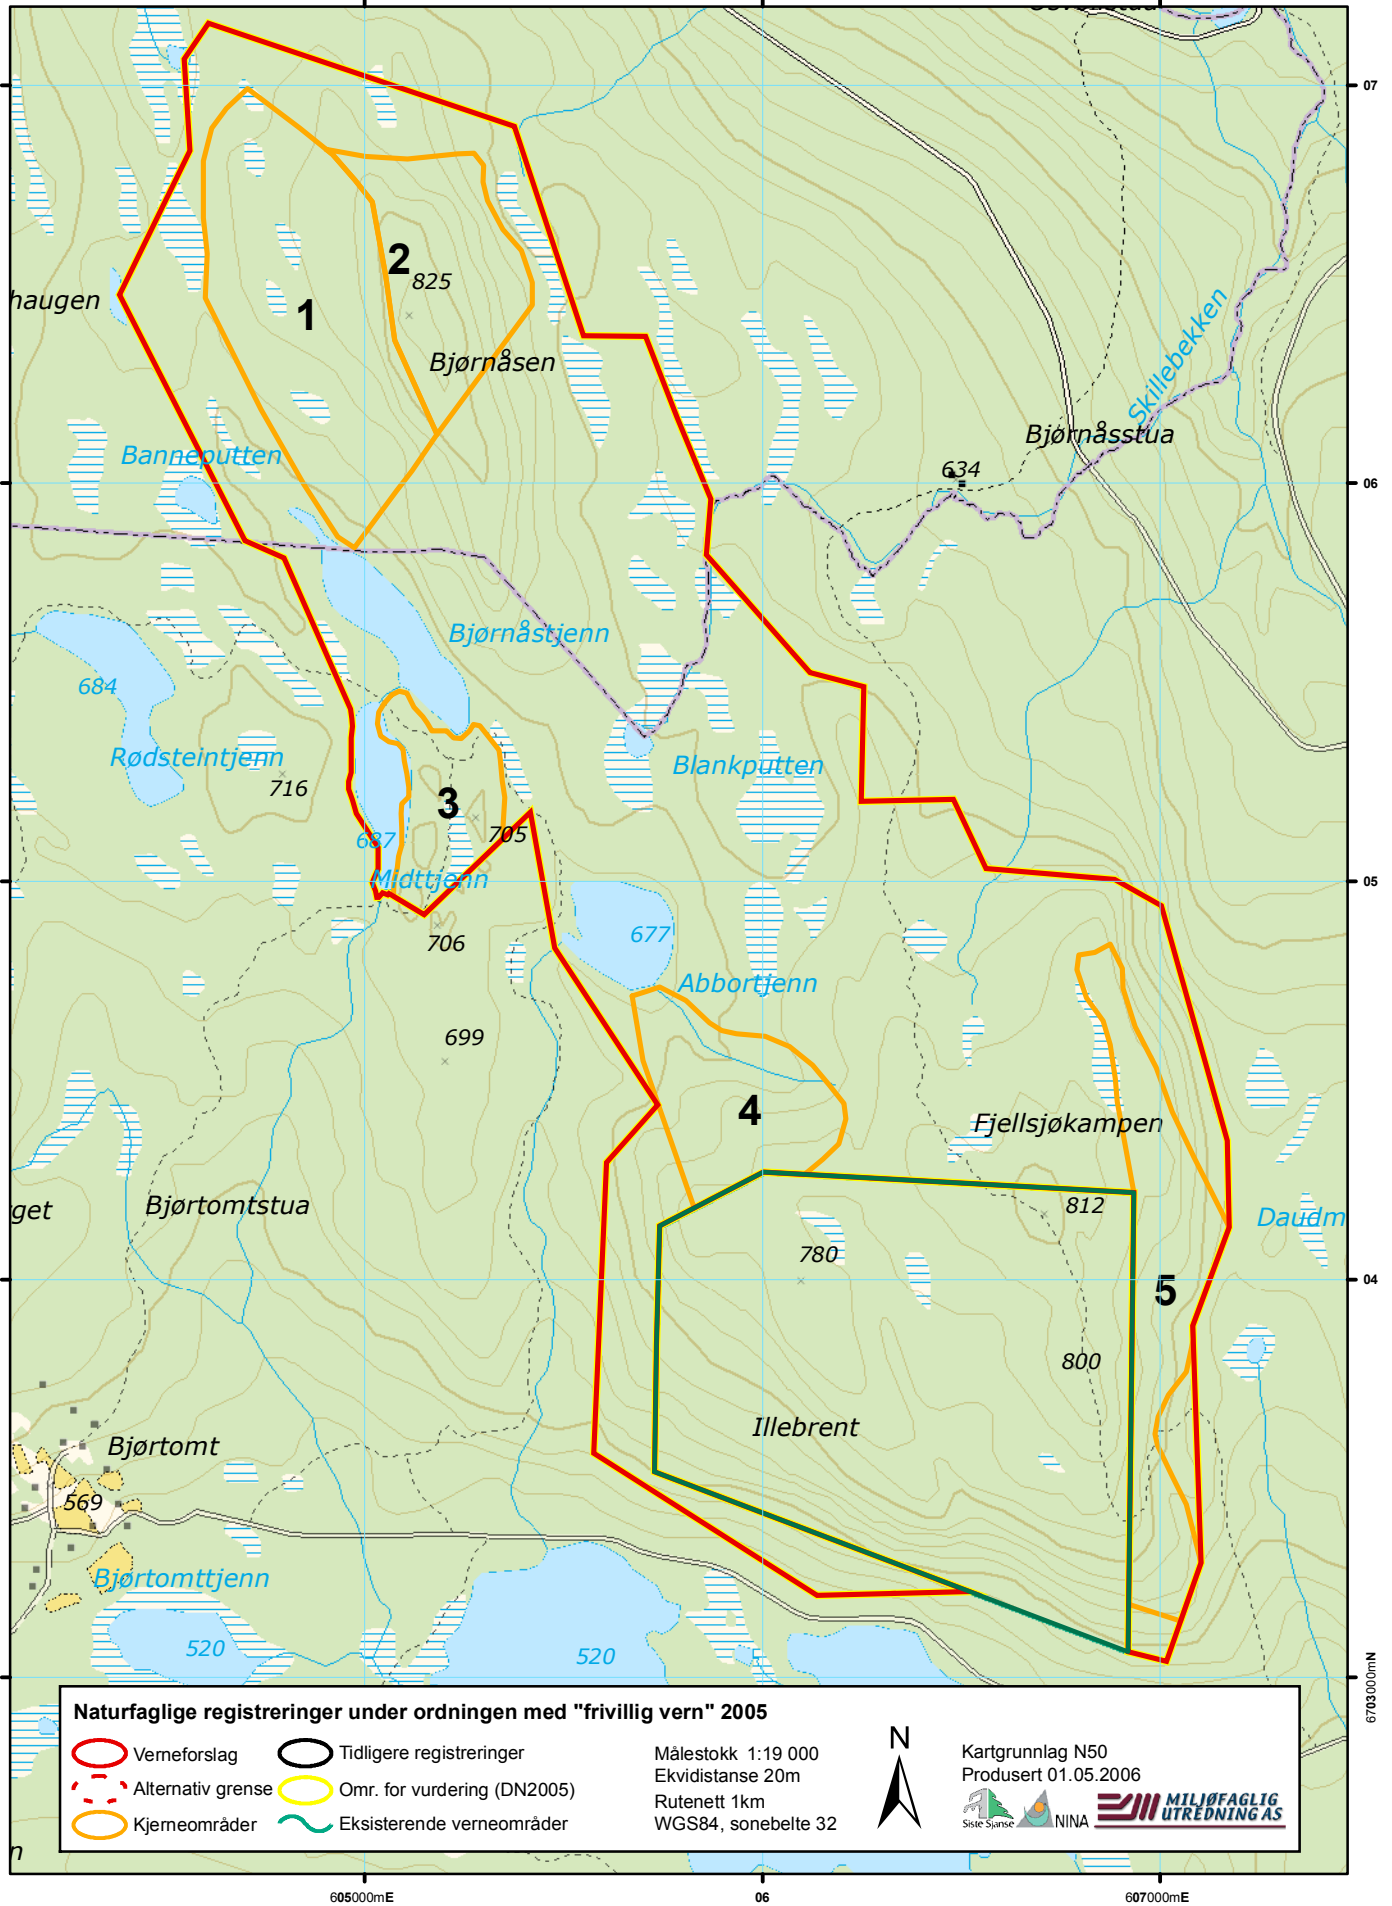 07
2
825
haugen
1
Bjørnåsen
Skillebekken
Bjørnåsstua
Banneputten
634
06
Bjørnåstjenn
684
Rødsteintjenn
Blankputten
716
3
705
687
Midttjenn
05
706
677
Abbortjenn
699
4
Fjellsjøkampen
get
Bjørtomtstua
812
Daudm
780
04
5
800
Illebrent
Bjørtomt
569
Bjørtomttjenn
520
520
6703000mN
Naturfaglige registreringer under ordningen med "frivillig vern" 2005
Verneforslag
Tidligere registreringer
Alternativ grense
Omr. for vurdering (DN2005)
Kjerneområder
Eksisterende verneområder
Målestokk 1:19 000
Ekvidistanse 20m
Rutenett 1km
WGS84, sonebelte 32
N
Kartgrunnlag N50
Produsert 01.05.2006
Siste Sjanse
NINA
MILJØFAGLIG
UTREDNING AS
n
605000mE
06
607000mE